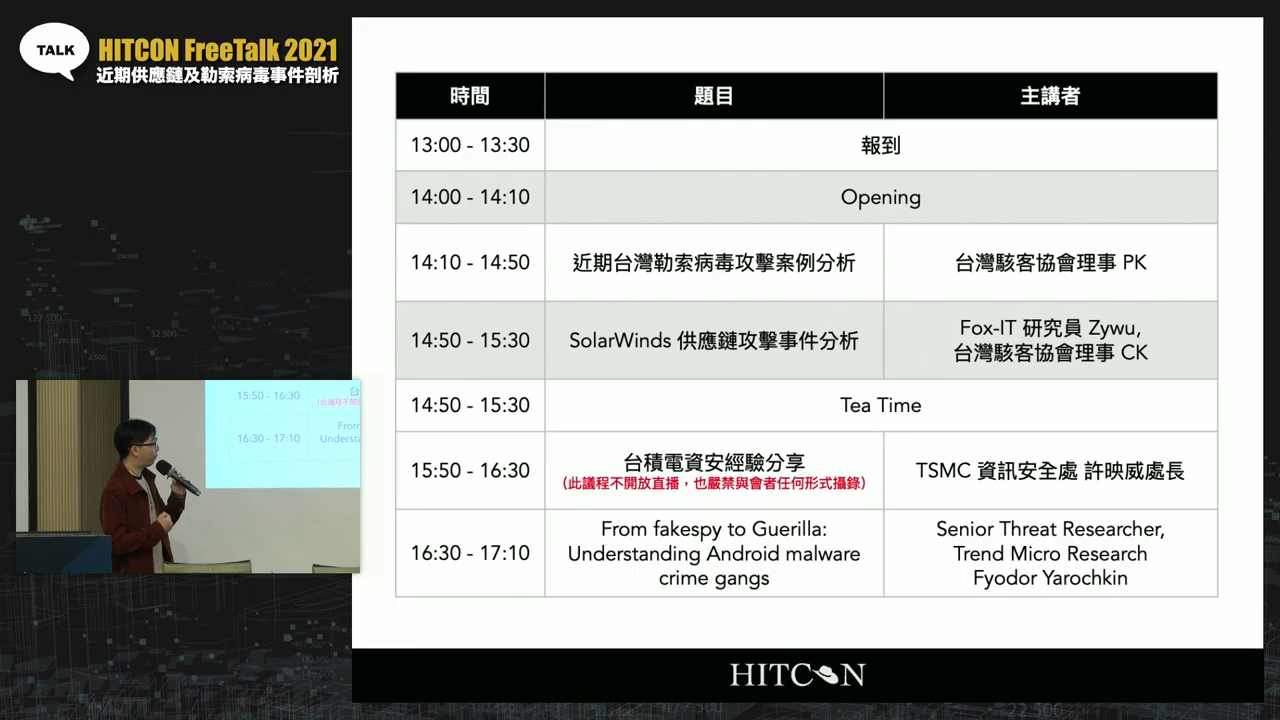 TALK
HITCON FreeTalk 2021
近期供應鏈及勒索病毒事件剖析
時間 題目 主講者
13:00 - 13:30 報到
14:00 - 14:10 Opening
14:10 - 14:50 近期台灣勒索病毒攻擊案例分析 台灣駭客協會理事 PK
14:50 - 15:30 SolarWinds 供應鏈攻擊事件分析 Fox-IT 研究員 Zywu,
台灣駭客協會理事 CK
14:50 - 15:30 Tea Time
15:50 - 16:30 台積電資安經驗分享 TSMC 資訊安全處 許映威處長
(此議程不開放直播，也嚴禁與會者任何形式攝錄)
16:30 - 17:10 From fakespy to Guerilla:
Understanding Android malware
crime gangs
Senior Threat Researcher,
Trend Micro Research
Fyodor Yarochkin
15:50 - 16:30 台
16:30 - 17:10 From
Understa
HITCON